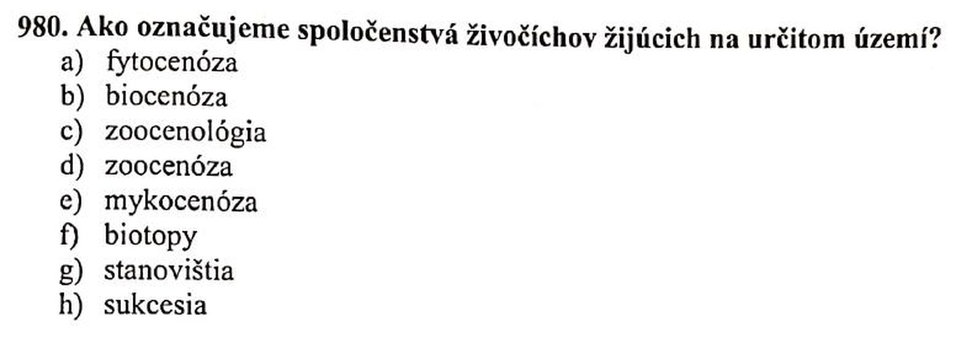 980. Ako označujeme spoločenstvá živočíchov žijúcich na určitom území?
a) fytocenóza
b) biocenóza
c) zoocenológia
d) zoocenóza
e) mykocenóza
f) biotopy
g) stanovištia
h) sukcesia